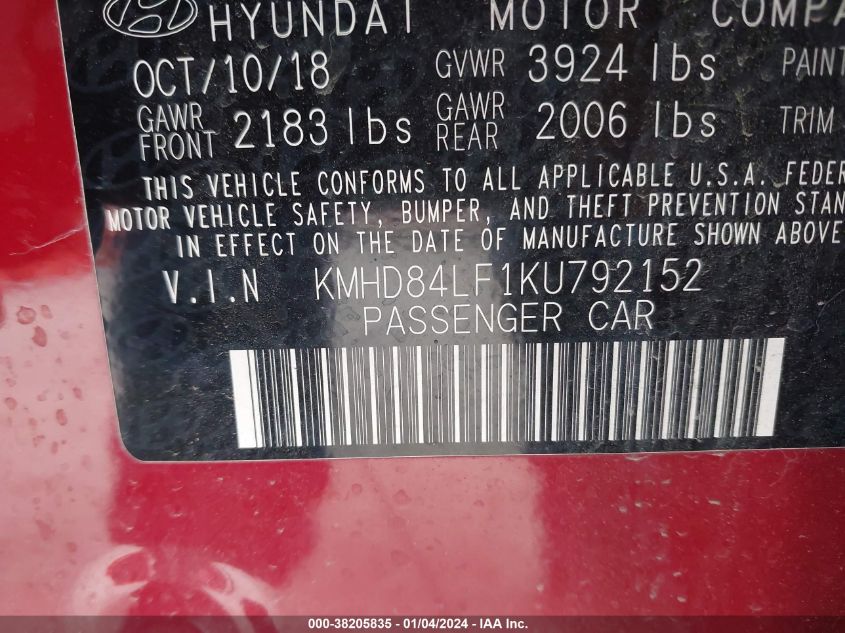 HYUNDAI MOTOR COMPA
OCT/10/18 GVWR 3924 lbs PAINT
GAWR FRONT 2183 lbs GAWR REAR 2006 lbs TRIM
THIS VEHICLE CONFORMS TO ALL APPLICABLE U.S.A. FEDER
MOTOR VEHICLE SAFETY, BUMPER, AND THEFT PREVENTION STAN
IN EFFECT ON THE DATE OF MANUFACTURE SHOWN ABOVE
V.I.N KMHD84LF1KU792152
PASSENGER CAR
000-38205835 - 01/04/2024 - IAA Inc.